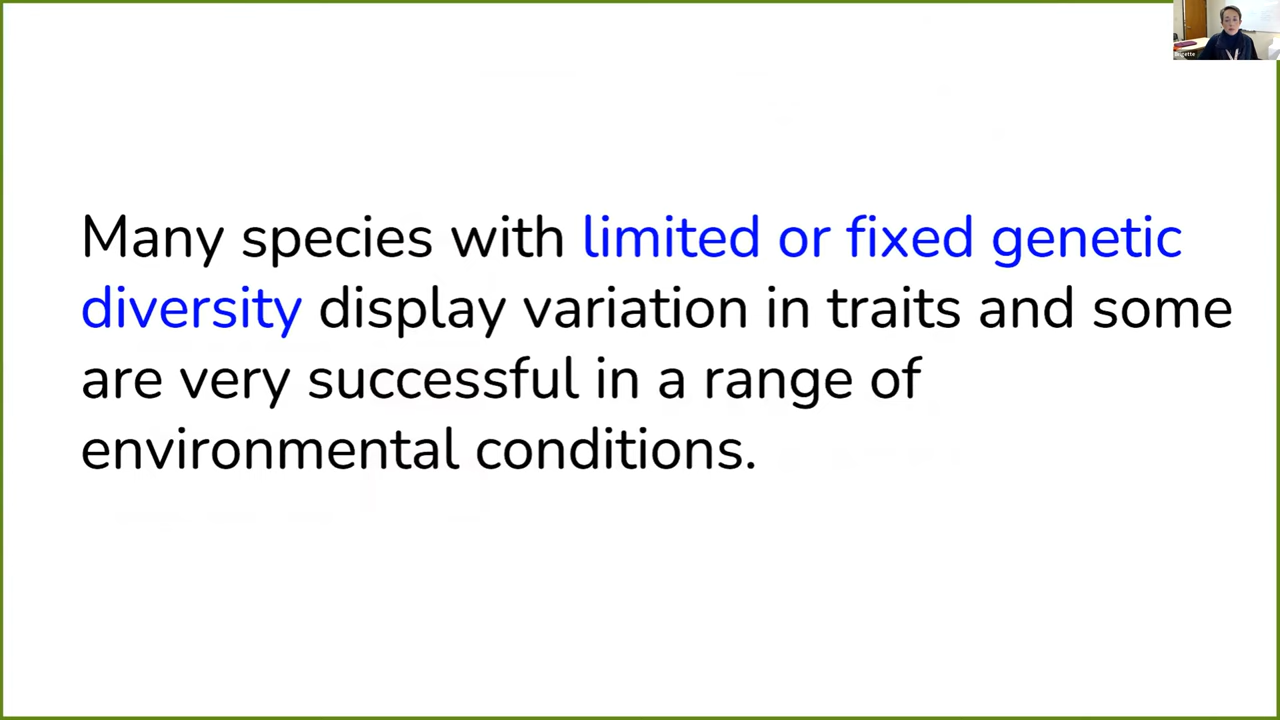 Many species with limited or fixed genetic
diversity display variation in traits and some
are very successful in a range of
environmental conditions.